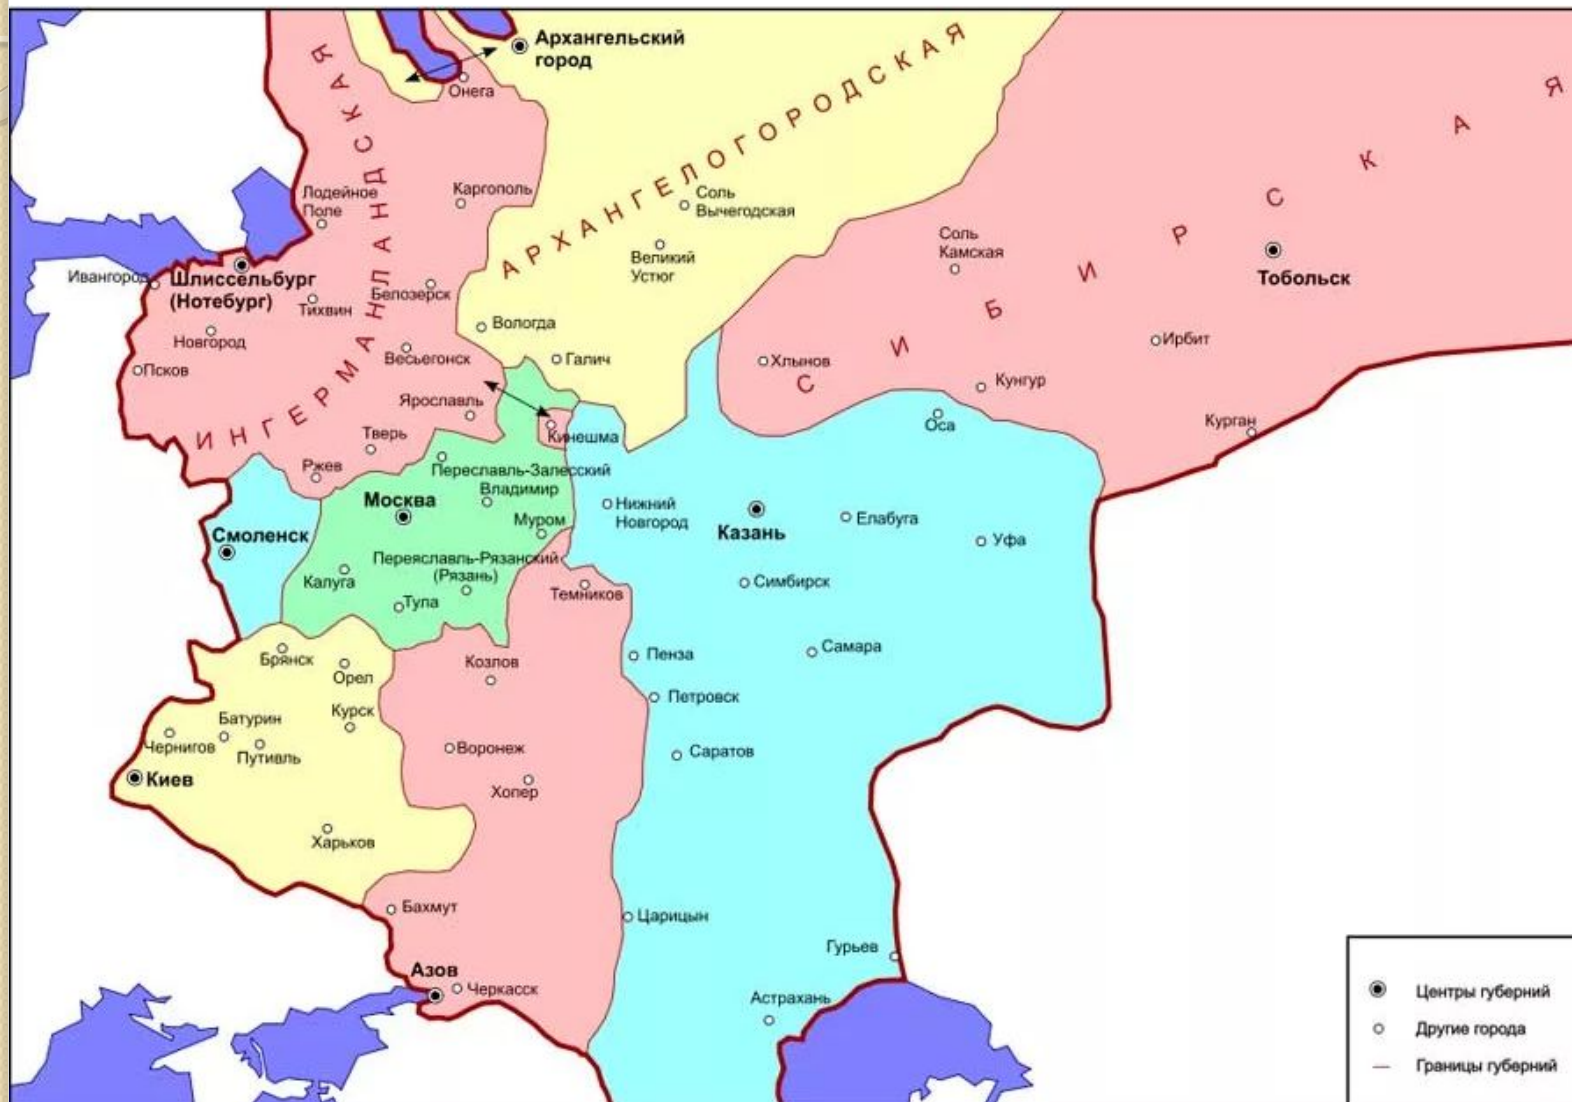 Архангельский
город
Онега
ИНГЕРМАНЛАНДСКАЯ
АРХАНГЕЛОГОРОДСКАЯ
СИБИРСКАЯ
Лодейное
Поле
Каргополь
Соль
Вычегодская
Великий
Устюг
Соль
Камская
Тобольск
Ивангород
Шлиссельбург
(Нотебург)
Тихвин
Белозерск
Новгород
Вологда
Весьегонск
Галич
Псков
Хлынов
Ирбит
Кунгур
Ярославль
Оса
Курган
Тверь
Кинешма
Ржев
Переславль-Залесский
Владимир
Москва
Муром
Нижний
Новгород
Казань
Елабуга
Уфа
Смоленск
Переяславль-Рязанский
(Рязань)
Калуга
Тула
Темников
Симбирск
Брянск
Орел
Козлов
Пенза
Самара
Петровск
Батурин
Курск
Чернигов
Путивль
Воронеж
Саратов
Киев
Хопер
Харьков
Бахмут
Царицын
Гурьев
Азов
Черкасск
Астрахань
Центры губерний
Другие города
Границы губерний